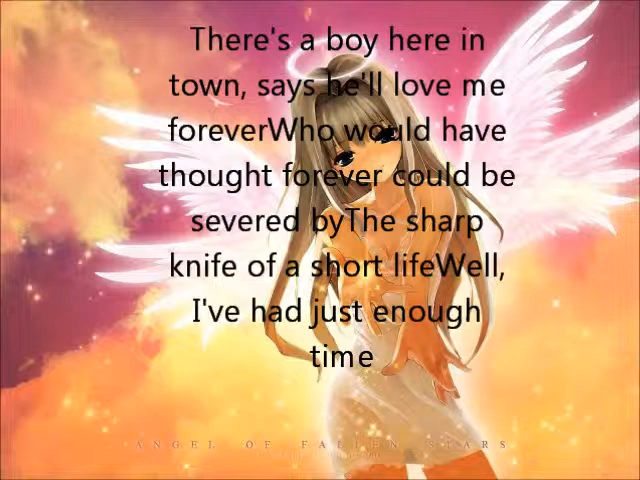 There's a boy here in
town, says he'll love me
foreverWho would have
thought forever could be
severed byThe sharp
knife of a short lifeWell,
I've had just enough
time
ANGEL OF FALLEN STARS